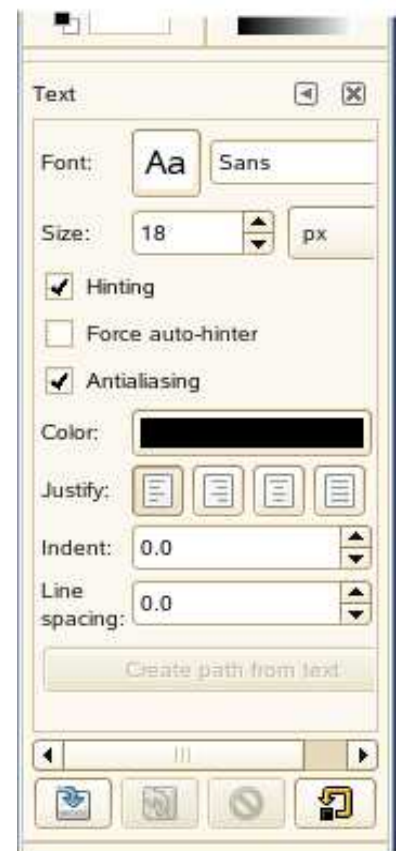 Text
Font: Aa Sans
Size: 18 px
Hinting
Force auto-hinter
Antialiasing
Color:
Justify:
Indent: 0.0
Line
spacing: 0.0
Create path from text